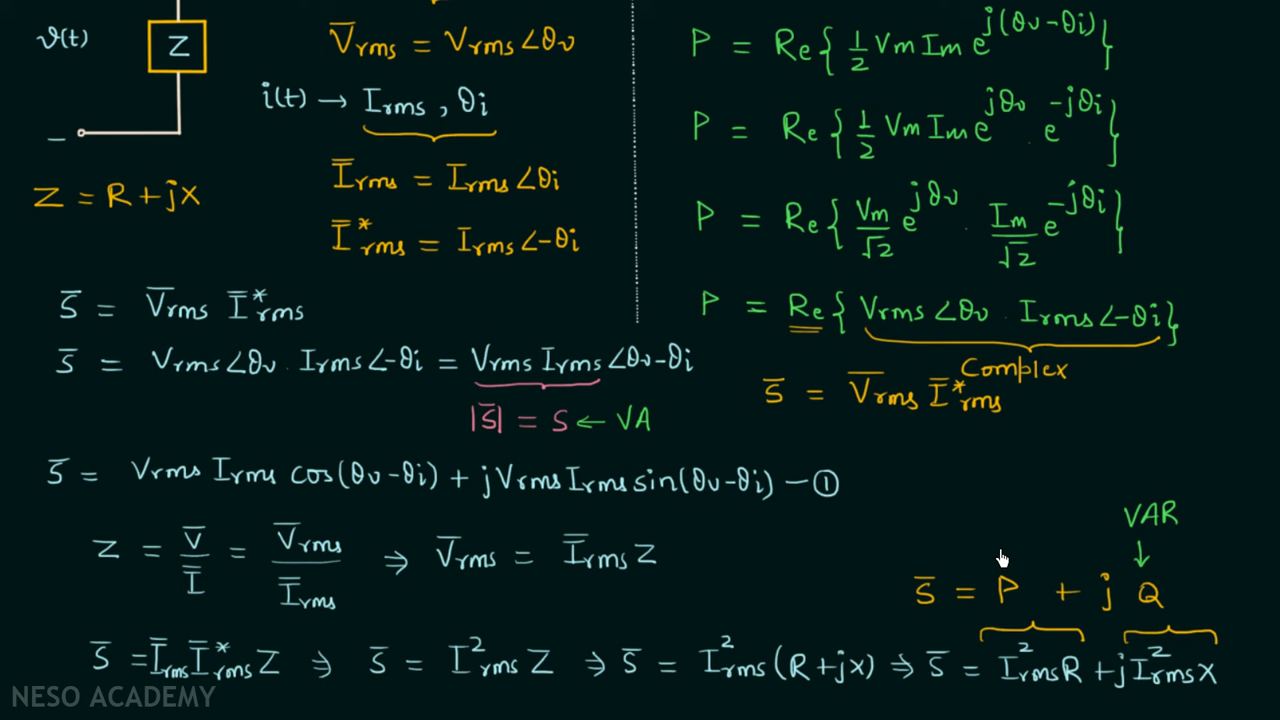 ϑ(t)
Z
−
Z = R + jX
V̄rms = Vrms∠θv
i(t) → Irms , θi
Īrms = Irms∠θi
Ī*rms = Irms∠-θi
P = Re{ 1/2 Vm Im e^j(θv-θi) }
P = Re{ 1/2 Vm Im e^jθv . e^-jθi }
P = Re{ Vm/√2 e^jθv . Im/√2 e^-jθi }
P = Re{ Vrms∠θv . Irms∠-θi }
Complex
S̄ = V̄rms Ī*rms
S̄ = V̄rms Ī*rms
S̄ = Vrms∠θv . Irms∠-θi = Vrms Irms ∠θv-θi
|S̄| = S ← VA
S̄ = Vrms Irms cos(θv-θi) + jVrms Irms sin(θv-θi) — ①
Z = V̄/Ī = V̄rms/Īrms ⇒ V̄rms = Īrms Z
VAR
↓
S̄ = P + j Q
S̄ = Īrms Ī*rms Z ⇒ S̄ = I²rms Z ⇒ S̄ = I²rms (R+jX) ⇒ S̄ = I²rms R + j I²rms X
NESO ACADEMY